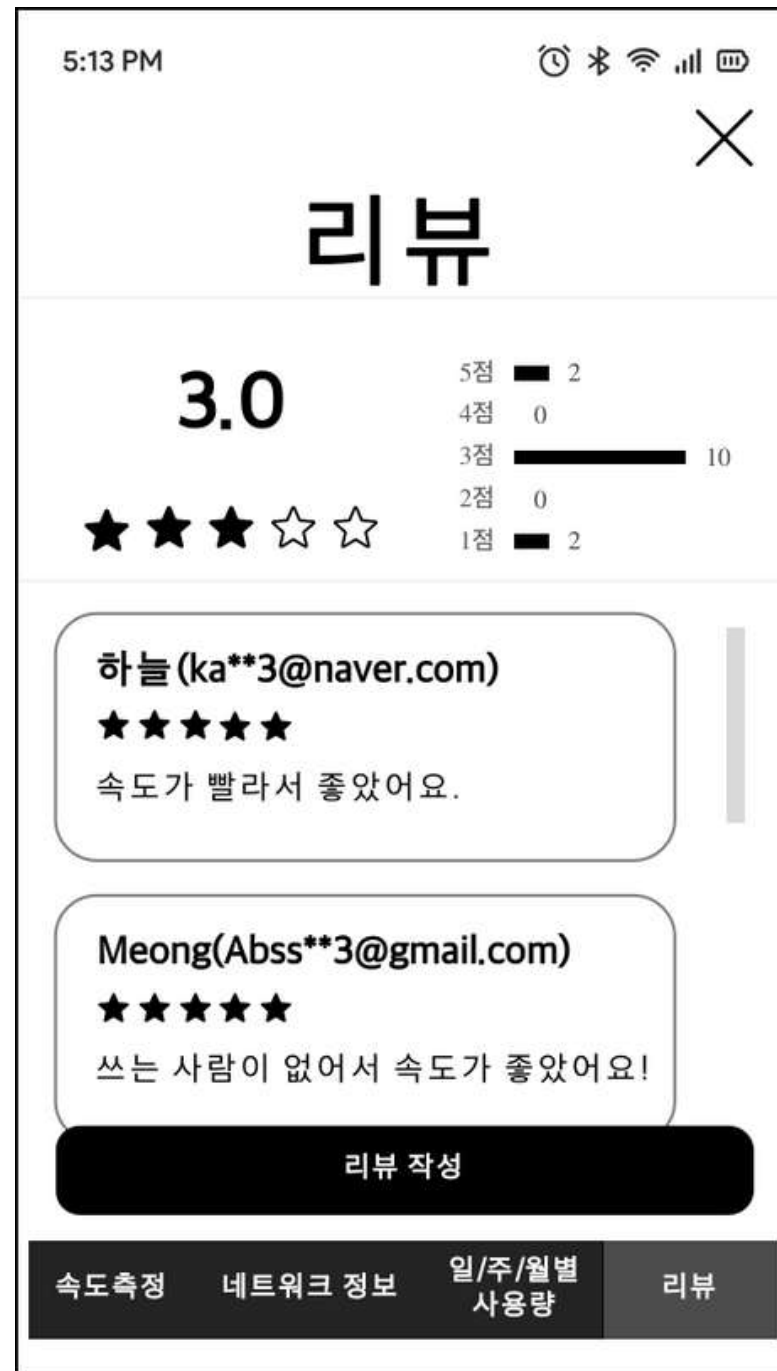 5:13 PM
리뷰
3.0
5점 2
4점 0
3점 10
2점 0
1점 2
하늘(ka**3@naver.com)
속도가 빨라서 좋았어요.
Meong(Abss**3@gmail.com)
쓰는 사람이 없어서 속도가 좋았어요!
리뷰 작성
속도측정 네트워크 정보 일/주/월별 사용량 리뷰